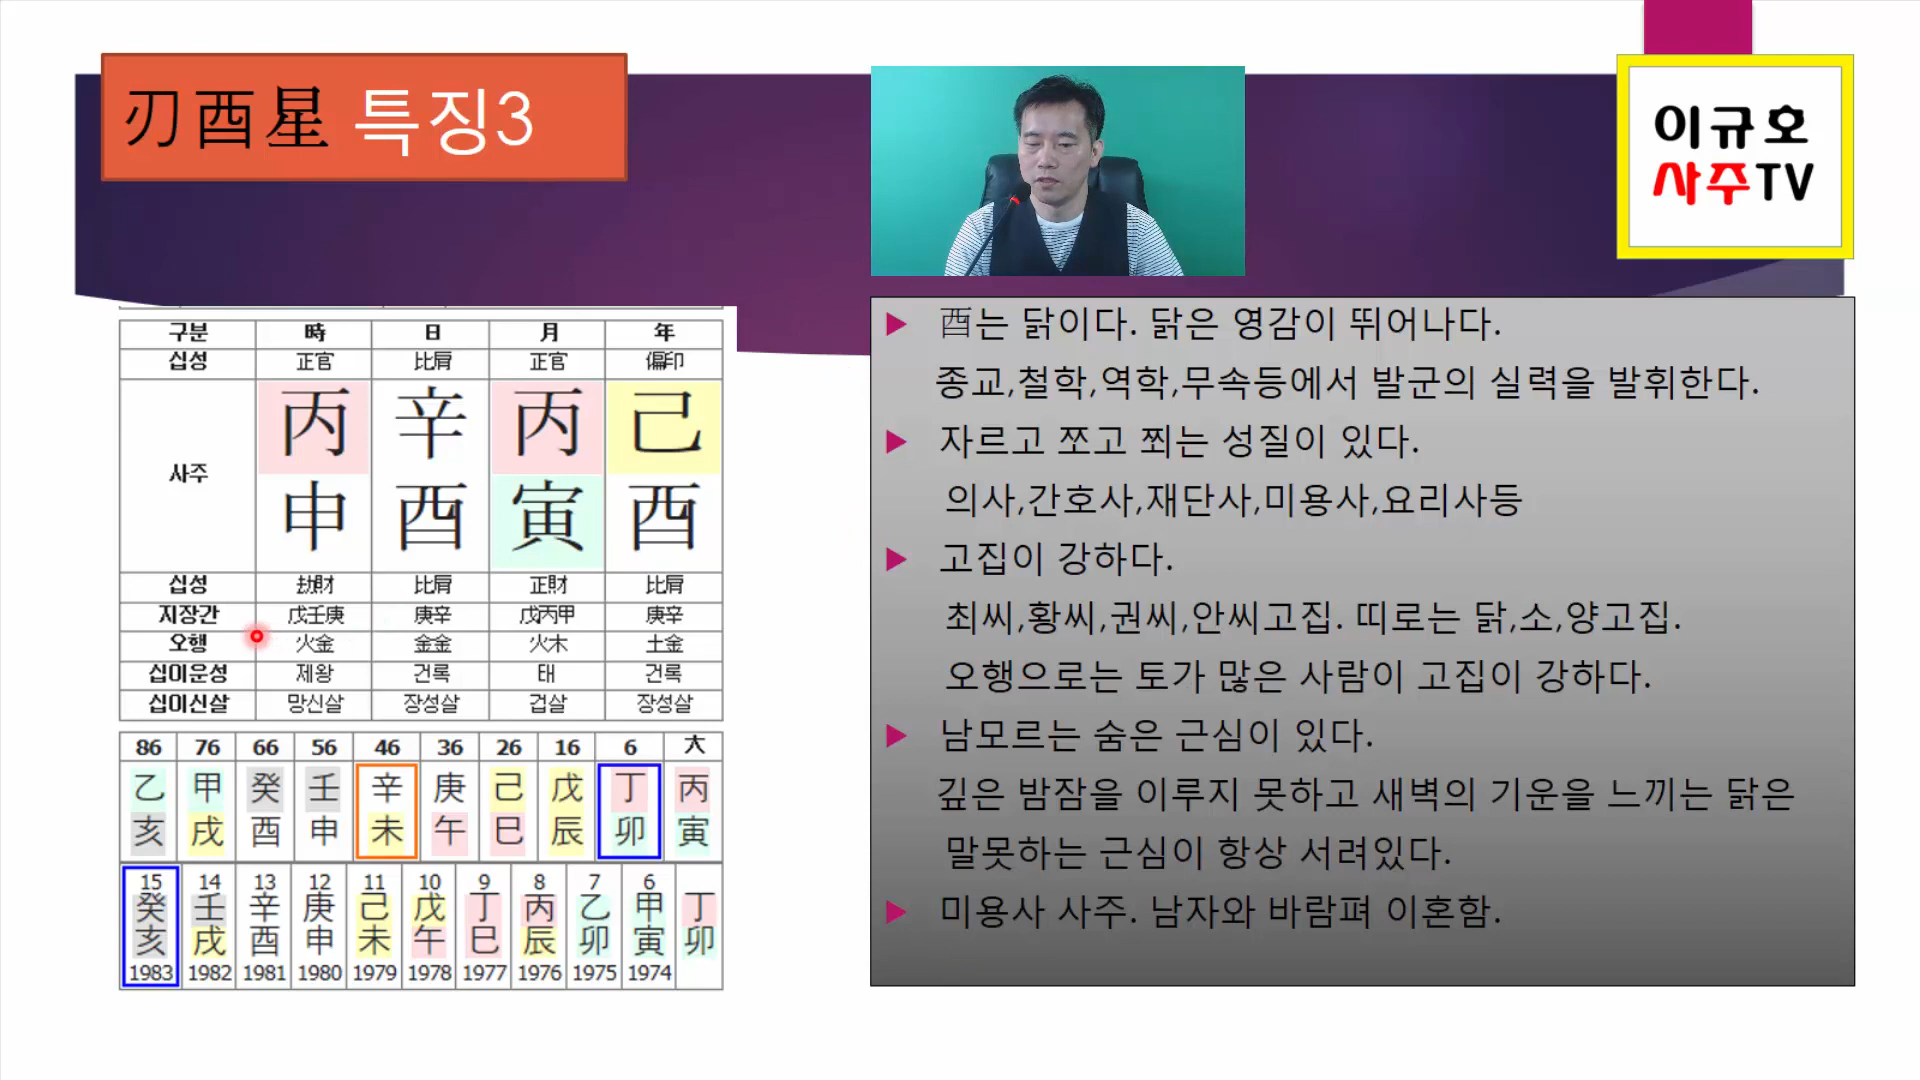 刃酉星 특징3
이규호
사주TV
구분 時 日 月 年
십성 正官 比肩 正官 偏印
사주
丙 辛 丙 己
申 酉 寅 酉
십성 劫財 比肩 正財 比肩
지장간 戊壬庚 庚辛 戊丙甲 庚辛
오행 火金 金金 火木 土金
십이운성 제왕 건록 태 건록
십이신살 망신살 장성살 겁살 장성살
86 76 66 56 46 36 26 16 6 大
乙 甲 癸 壬 辛 庚 己 戊 丁 丙
亥 戌 酉 申 未 午 巳 辰 卯 寅
15 14 13 12 11 10 9 8 7 6
癸 壬 辛 庚 己 戊 丁 丙 乙 甲 丁
亥 戌 酉 申 未 午 巳 辰 卯 寅 卯
1983 1982 1981 1980 1979 1978 1977 1976 1975 1974
酉는 닭이다. 닭은 영감이 뛰어나다.
종교,철학,역학,무속등에서 발군의 실력을 발휘한다.
자르고 쪼고 쬐는 성질이 있다.
의사,간호사,재단사,미용사,요리사등
고집이 강하다.
최씨,황씨,권씨,안씨고집. 띠로는 닭,소,양고집.
오행으로는 토가 많은 사람이 고집이 강하다.
남모르는 숨은 근심이 있다.
깊은 밤잠을 이루지 못하고 새벽의 기운을 느끼는 닭은
말못하는 근심이 항상 서려있다.
미용사 사주. 남자와 바람펴 이혼함.